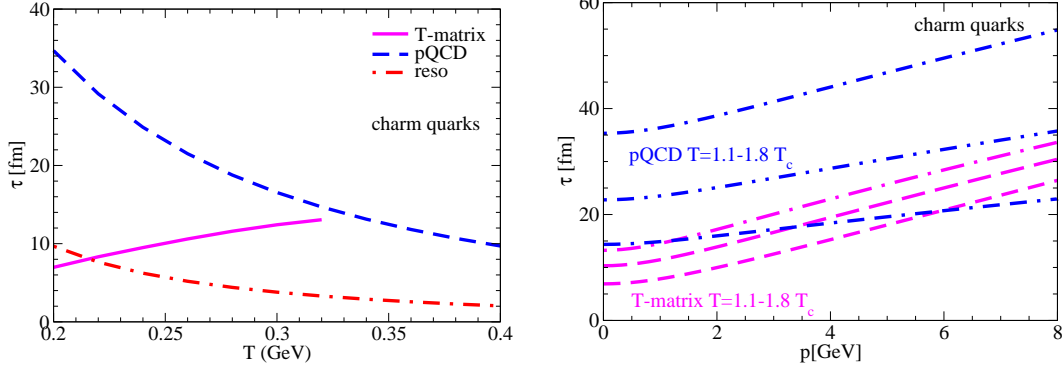 40
30
20
10
0
τ [fm]
0.2 0.25 0.3 0.35 0.4
T (GeV)
T-matrix
pQCD
reso
charm quarks
60
40
20
0
τ [fm]
0 2 4 6 8
p[GeV]
charm quarks
pQCD T=1.1-1.8 T_c
T-matrix T=1.1-1.8 T_c